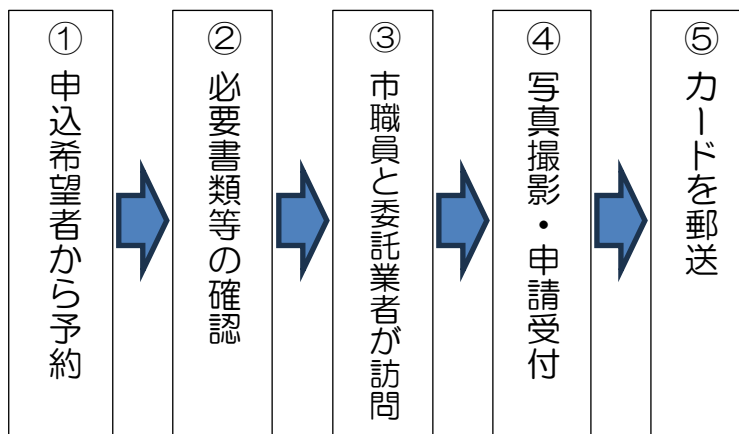 ①申込希望者から予約
②必要書類等の確認
③市職員と委託業者が訪問
④写真撮影・申請受付
⑤カードを郵送